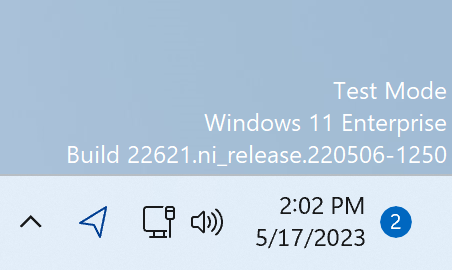 Test Mode
Windows 11 Enterprise
Build 22621.ni_release.220506-1250
2:02 PM
5/17/2023
2